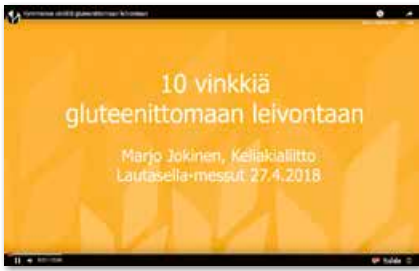 10 vinkkiä
gluteenittomaan leivontaan
Marjo Jokinen, Keliakialiitto
Lautasella-messut 27.4.2018